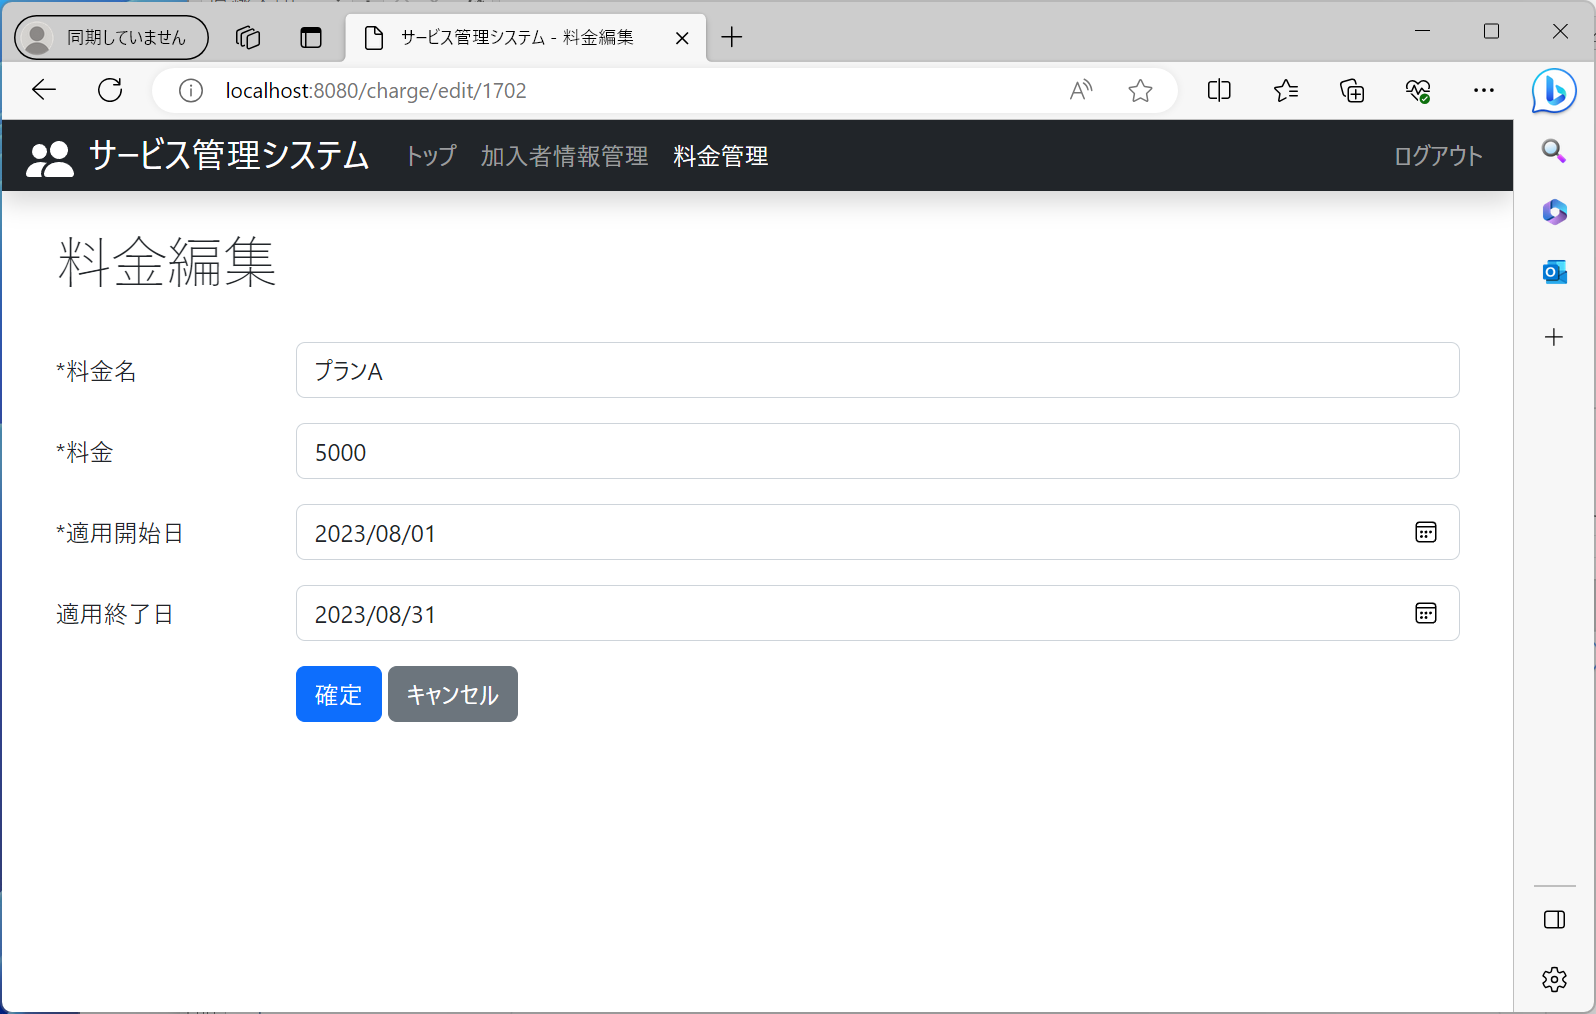 同期していません
サービス管理システム - 料金編集
localhost:8080/charge/edit/1702
サービス管理システム トップ 加入者情報管理 料金管理 ログアウト
料金編集
*料金名 プランA
*料金 5000
*適用開始日 2023/08/01
適用終了日 2023/08/31
確定 キャンセル